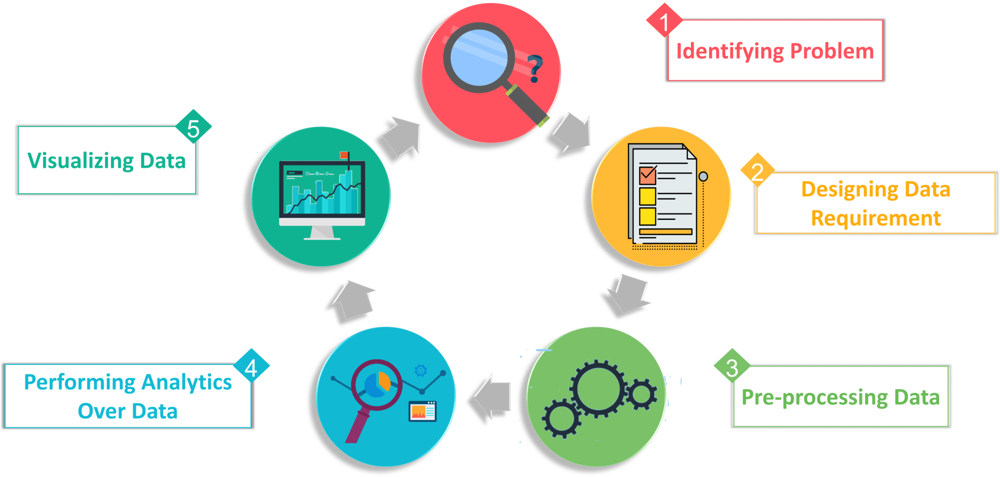 1
Identifying Problem
?
2
Designing Data
Requirement
3
Pre-processing Data
4
Performing Analytics
Over Data
5
Visualizing Data